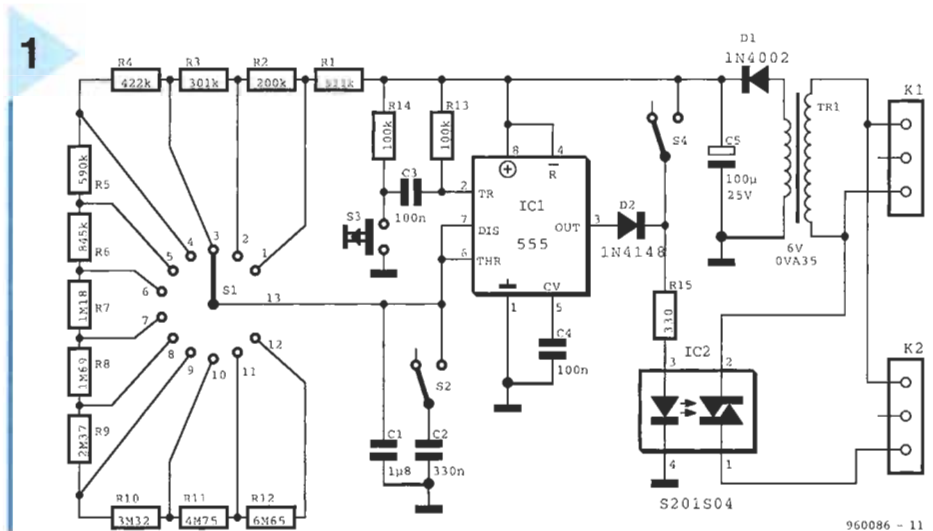 1
R4
R3
R2
R1
422k
301k
200k
D1
1N4002
K1
TR1
R14
R13
100k
100k
S4
C5
100µ
25V
590k
R5
C3
100n
8
4
R
2
TR
IC1
7
DIS
555
OUT
3
6
THR
CV
1
5
D2
1N4148
S3
845k
R6
3
2
4
1
5
6V
0VA35
6
S1
13
1M18
R7
7
8
9
10
11
12
R15
330
C4
100n
IC2
3
2
4
1
S201S04
K2
1M69
R8
S2
2M37
R9
C1
1µ8
C2
330n
R10
R11
R12
3M32
4M75
6M65
960086 - 11